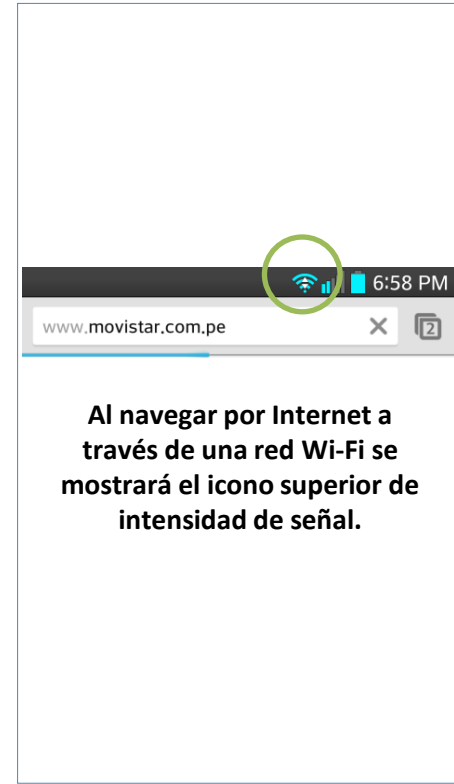 6:58 PM
www.movistar.com.pe
2
Al navegar por Internet a
través de una red Wi-Fi se
mostrará el icono superior de
intensidad de señal.